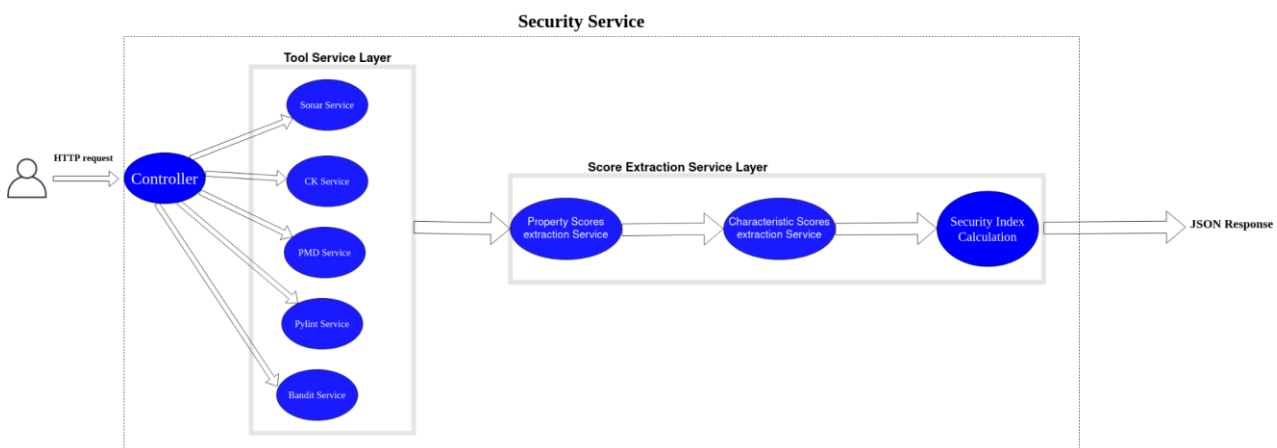 Security Service
Tool Service Layer
Sonar Service
HTTP request
Controller
CK Service
PMD Service
Pylint Service
Bandit Service
Score Extraction Service Layer
Property Scores
extraction Service
Characteristic Scores
extraction Service
Security Index
Calculation
JSON Response